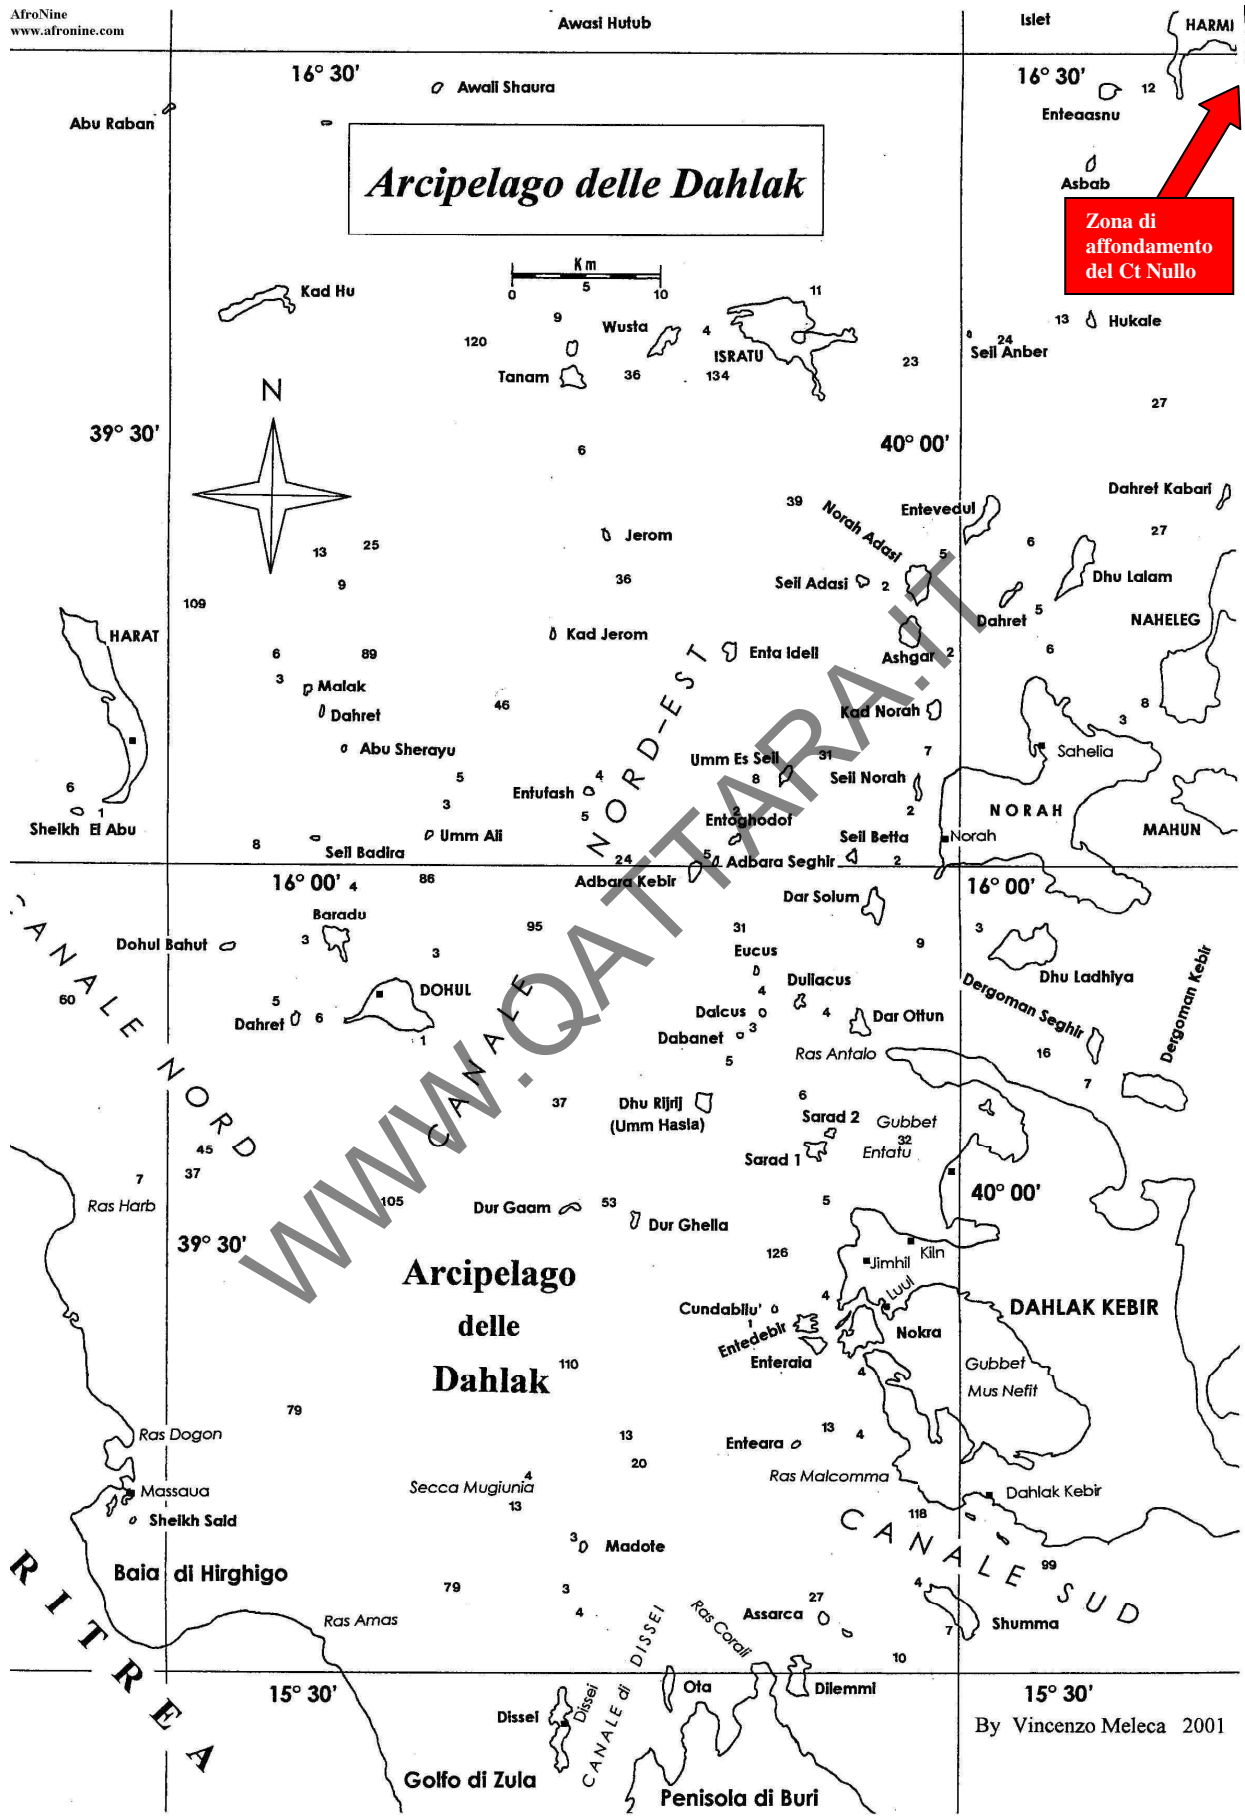 AfroNine
www.afronine.com
Awasi Hutub
Islet
HARMI
16° 30'
Awali Shaura
16° 30'
12
Enteaasnu
Abu Raban
Arcipelago delle Dahlak
Asbab
Zona di
affondamento
del Ct Nullo
Km
0 5 10
Kad Hu
11
9
Wusta
4
13
Hukale
120
ISRATU
24
Seil Anber
Tanam
36
134
23
N
27
39° 30'
40° 00'
6
Dahret Kabari
39
Entevedul
Norah Adasi
27
Jerom
6
13
25
5
36
Seil Adasi
2
Dhu Lalam
9
109
Dahret
5
NAHELEG
HARAT
Kad Jerom
6
89
Enta Idell
Ashgar
2
6
3
Malak
46
8
Dahret
Kad Norah
3
Abu Sherayu
Umm Es Seil
31
7
Sahelia
5
4
8
Seil Norah
6
Entufash
3
5
2
2
NORAH
1
Sheikh El Abu
Entoghodof
MAHUN
Umm Ali
Seil Betta
Norah
8
Seil Badira
24
5
Adbara Seghir
2
16° 00'
4
86
Adbara Kebir
16° 00'
Dar Solum
Baradu
95
31
3
Dohul Bahut
3
3
9
Eucus
Dhu Ladhiya
CANALE NORD
60
5
DOHUL
CANALE NORD-EST
4
Duliacus
Dergoman Seghir
Dergoman Kebir
Dahret
6
Dalcus
4
Dar Ottun
3
Dabanet
1
Ras Antalo
16
5
7
37
Dhu Rijrij
(Umm Hasla)
6
Sarad 2
Gubbet
Entatu
32
45
Sarad 1
37
7
Ras Harb
105
Dur Gaam
53
5
40° 00'
Dur Ghella
39° 30'
126
Kiln
Jimhil
Arcipelago
delle
Dahlak
Luul
4
Cundabilu'
DAHLAK KEBIR
Entedebir
Nokra
Enteraia
110
4
Gubbet
Mus Nefit
79
13
13
4
Ras Dogon
Enteara
20
4
Ras Malcomma
Secca Mugiunia
Massaua
Dahlak Kebir
13
118
Sheikh Said
CANALE SUD
3
Madote
99
Baia di Hirghigo
79
3
4
27
4
Ras Amas
Assarca
Ras Corali
Shumma
7
RITREA
10
CANALE di DISSEI
15° 30'
Ota
Dilemmi
15° 30'
Dissei
Dissei
By Vincenzo Meleca 2001
Golfo di Zula
Penisola di Buri
WWW.QATTARA.IT